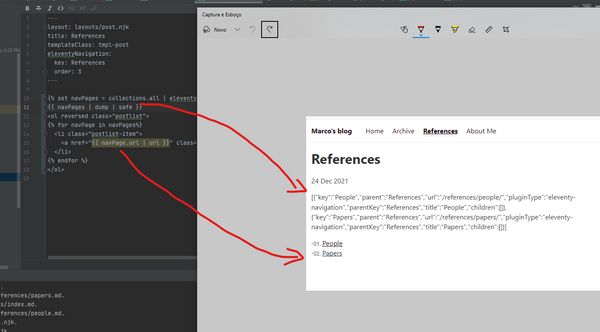 ---
layout: layouts/post.njk
title: References
templateClass: tmpl-post
eleventyNavigation:
key: References
order: 3
---
{% set navPages = collections.all | eleventy
{{ navPages | dump | safe }}
<ol reversed class="postlist">
{% for navPage in navPages%}
<li class="postlist-item">
<a href="{{ navPage.url | url }}" class=
</li>
{% endfor %}
</ol>
ferences/papers.md.
s/index.md.
ferences/people.md.
.njk.
Captura e Esboço
Novo
Marco's blog Home Archive References About Me
References
24 Dec 2021
[{"key":"People","parent":"References","url":"/references/people/","pluginType":"eleventy-
navigation","parentKey":"References","title":"People","children":[]},
{"key":"Papers","parent":"References","url":"/references/papers/","pluginType":"eleventy-
navigation","parentKey":"References","title":"Papers","children":[]}]
-01. People
-02. Papers